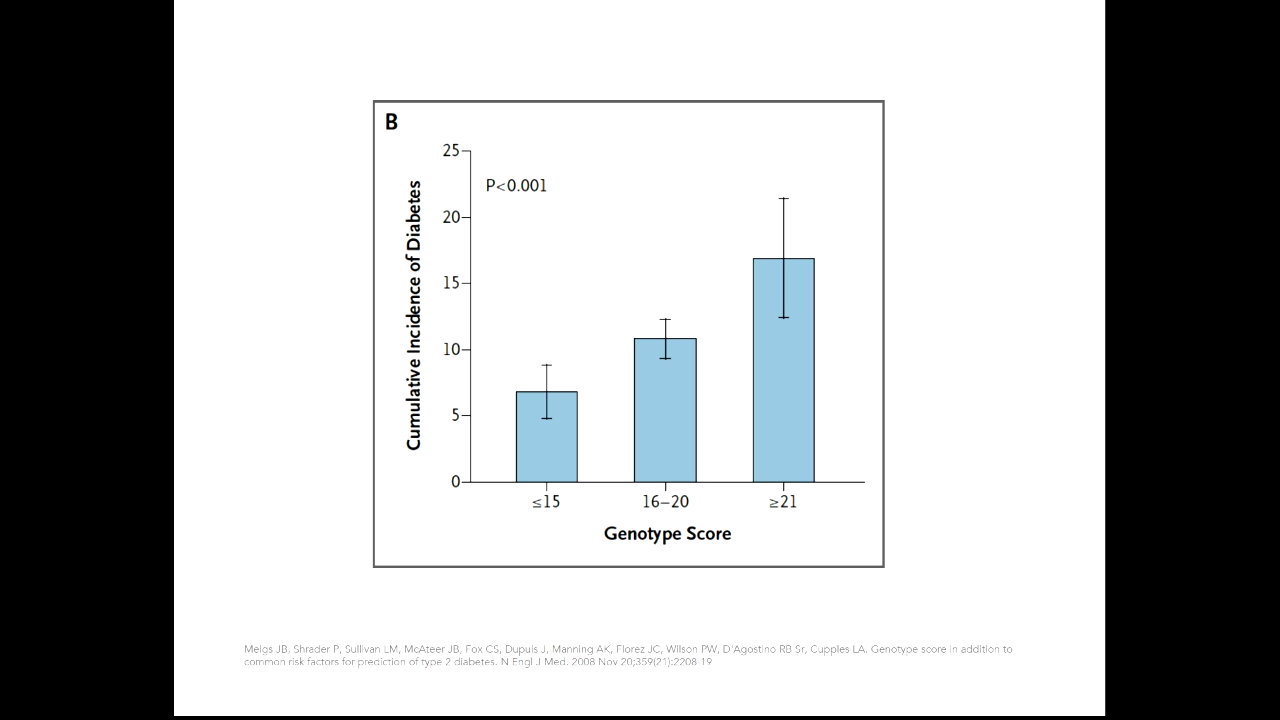 B
25
P<0.001
20
15
10
5
0
Cumulative Incidence of Diabetes
≤15 16–20 ≥21
Genotype Score
Meigs JB, Shrader P, Sullivan LM, McAteer JB, Fox CS, Dupuis J, Manning AK, Florez JC, Wilson PW, D'Agostino RB Sr, Cupples LA. Genotype score in addition to
common risk factors for prediction of type 2 diabetes. N Engl J Med. 2008 Nov 20;359(21):2208-19